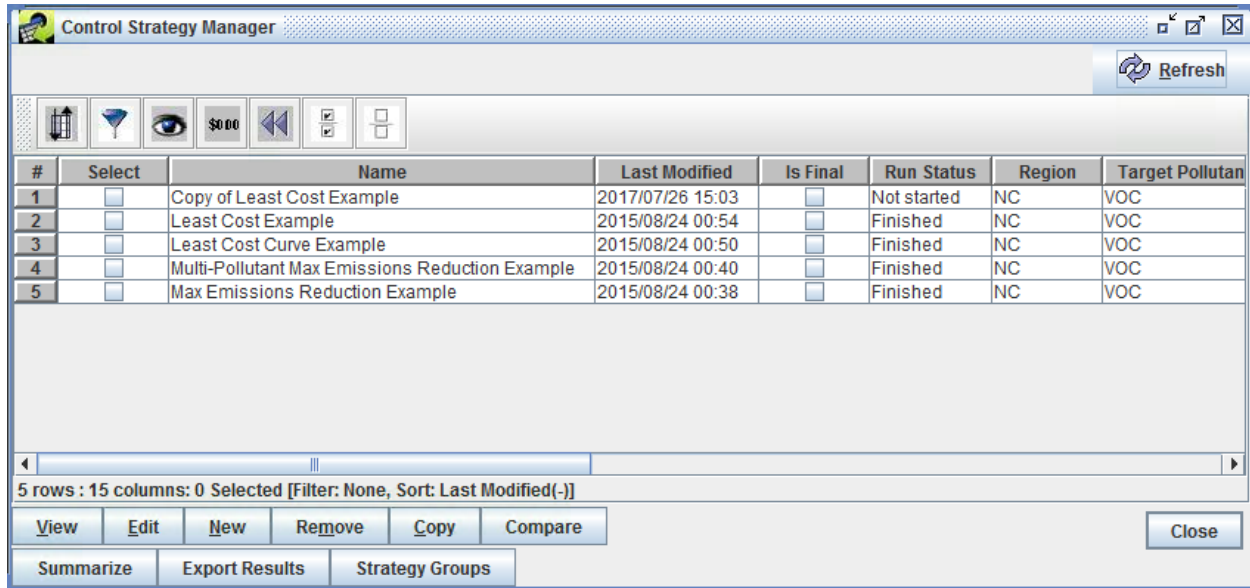 Control Strategy Manager
Refresh
$0.00
# Select Name Last Modified Is Final Run Status Region Target Pollutan
1 Copy of Least Cost Example 2017/07/26 15:03 Not started NC VOC
2 Least Cost Example 2015/08/24 00:54 Finished NC VOC
3 Least Cost Curve Example 2015/08/24 00:50 Finished NC VOC
4 Multi-Pollutant Max Emissions Reduction Example 2015/08/24 00:40 Finished NC VOC
5 Max Emissions Reduction Example 2015/08/24 00:38 Finished NC VOC
5 rows : 15 columns: 0 Selected [Filter: None, Sort: Last Modified(-)]
View Edit New Remove Copy Compare Close
Summarize Export Results Strategy Groups